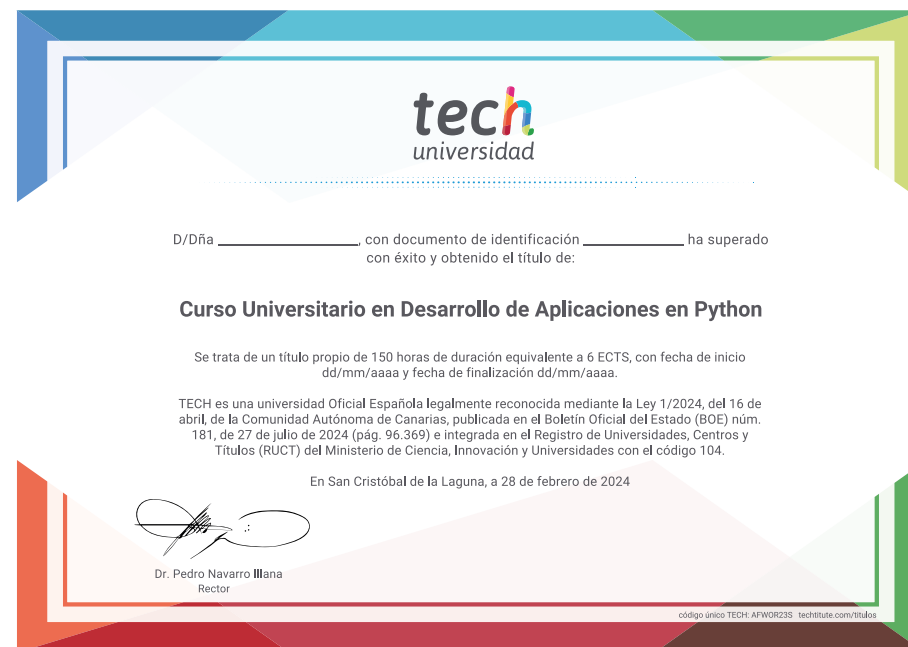 tech
universidad
D/Dña ____________________, con documento de identificación ______________ ha superado
con éxito y obtenido el título de:
Curso Universitario en Desarrollo de Aplicaciones en Python
Se trata de un título propio de 150 horas de duración equivalente a 6 ECTS, con fecha de inicio
dd/mm/aaaa y fecha de finalización dd/mm/aaaa.
TECH es una universidad Oficial Española legalmente reconocida mediante la Ley 1/2024, del 16 de
abril, de la Comunidad Autónoma de Canarias, publicada en el Boletín Oficial del Estado (BOE) núm.
181, de 27 de julio de 2024 (pág. 96.369) e integrada en el Registro de Universidades, Centros y
Títulos (RUCT) del Ministerio de Ciencia, Innovación y Universidades con el código 104.
En San Cristóbal de la Laguna, a 28 de febrero de 2024
Dr. Pedro Navarro Illana
Rector
código único TECH: AFWOR23S techtitute.com/titulos